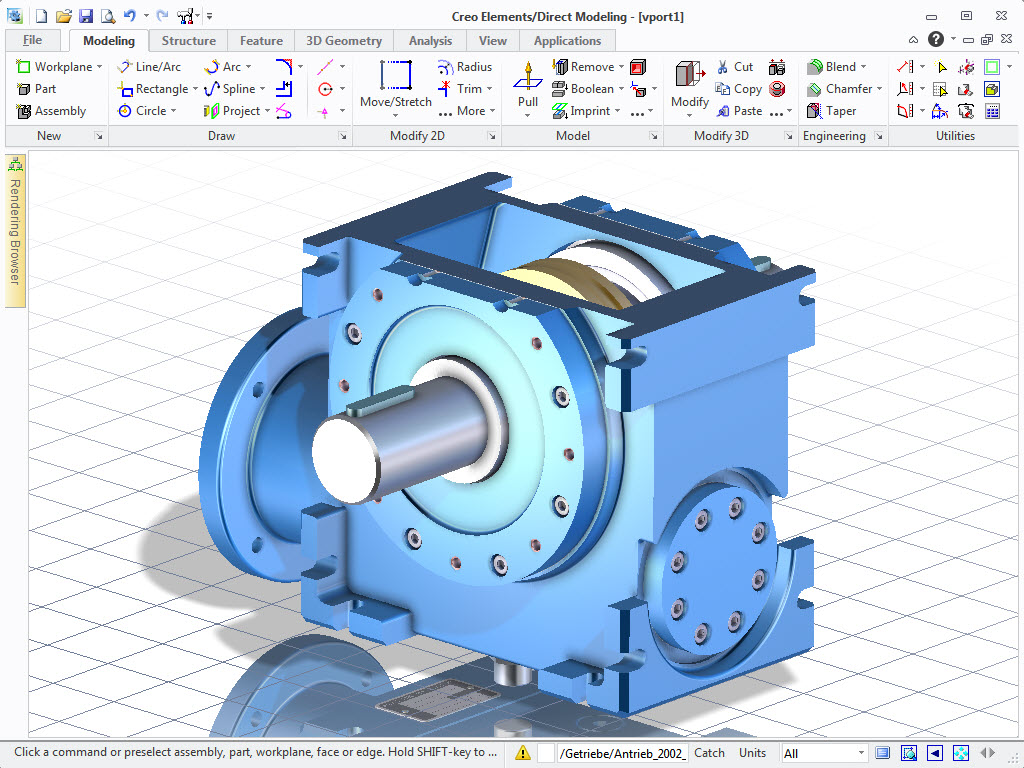 Creo Elements/Direct Modeling - [vport1]
File Modeling Structure Feature 3D Geometry Analysis View Tools Applications
Workplane Line/Arc Arc Radius Remove Cut Blend
Part Rectangle Spline Move/Stretch Trim Pull Boolean Modify Copy Chamfer
Assembly Circle Project More Imprint Paste Taper
New Draw Modify 2D Model Modify 3D Engineering Utilities
Rendering Browser
Click a command or preselect assembly, part, workplane, face or edge. Hold SHIFT-key to ... /Getriebe/Antrieb_2002_ Catch Units All